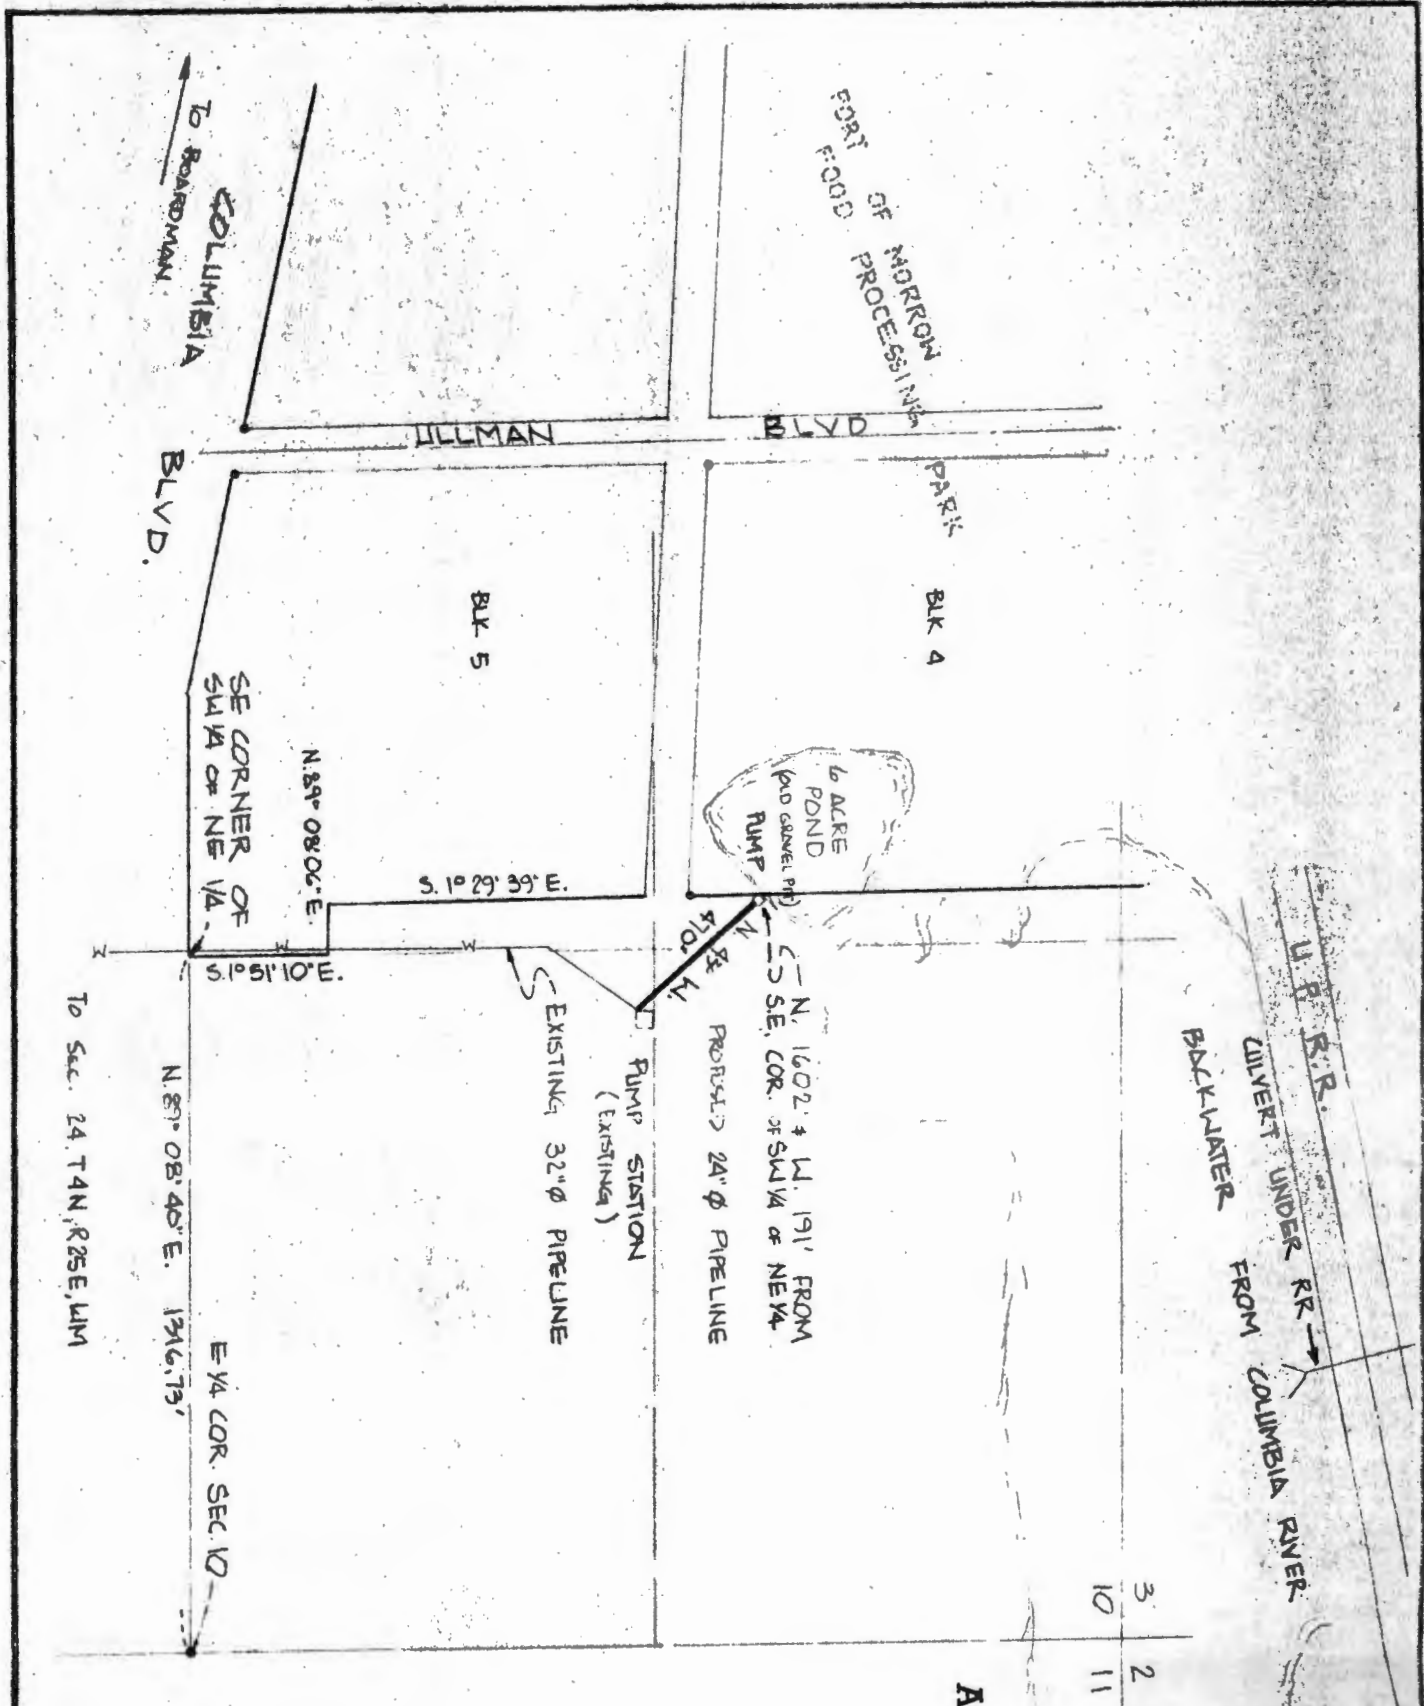 To BOARDMAN
COLUMBIA
BLVD.
PORT OF MORROW
FOOD PROCESSING
PARK
ULLMAN BLVD
BLK 5
BLK 4
6 ACRE
POND
(OLD GRAVEL PIT)
PUMP
SE CORNER OF
SW 1/4 OF NE 1/4
N. 89° 08' 06" E.
S. 1° 29' 39" E.
S. 1° 51' 10" E.
W
W
W
N W.
470'
N. 1602' & W. 191' FROM
S.E. COR. OF SW 1/4 OF NE 1/4
PROPOSED 24"ø PIPELINE
PUMP STATION
(EXISTING)
EXISTING 32"ø PIPELINE
U. P. R.R.
CULVERT UNDER RR
BACKWATER FROM COLUMBIA RIVER
To Sec. 24, T4N, R25E, WM
N. 89° 08' 40" E. 1316.73'
E 1/4 COR. SEC. 10
3
2
10
11
A